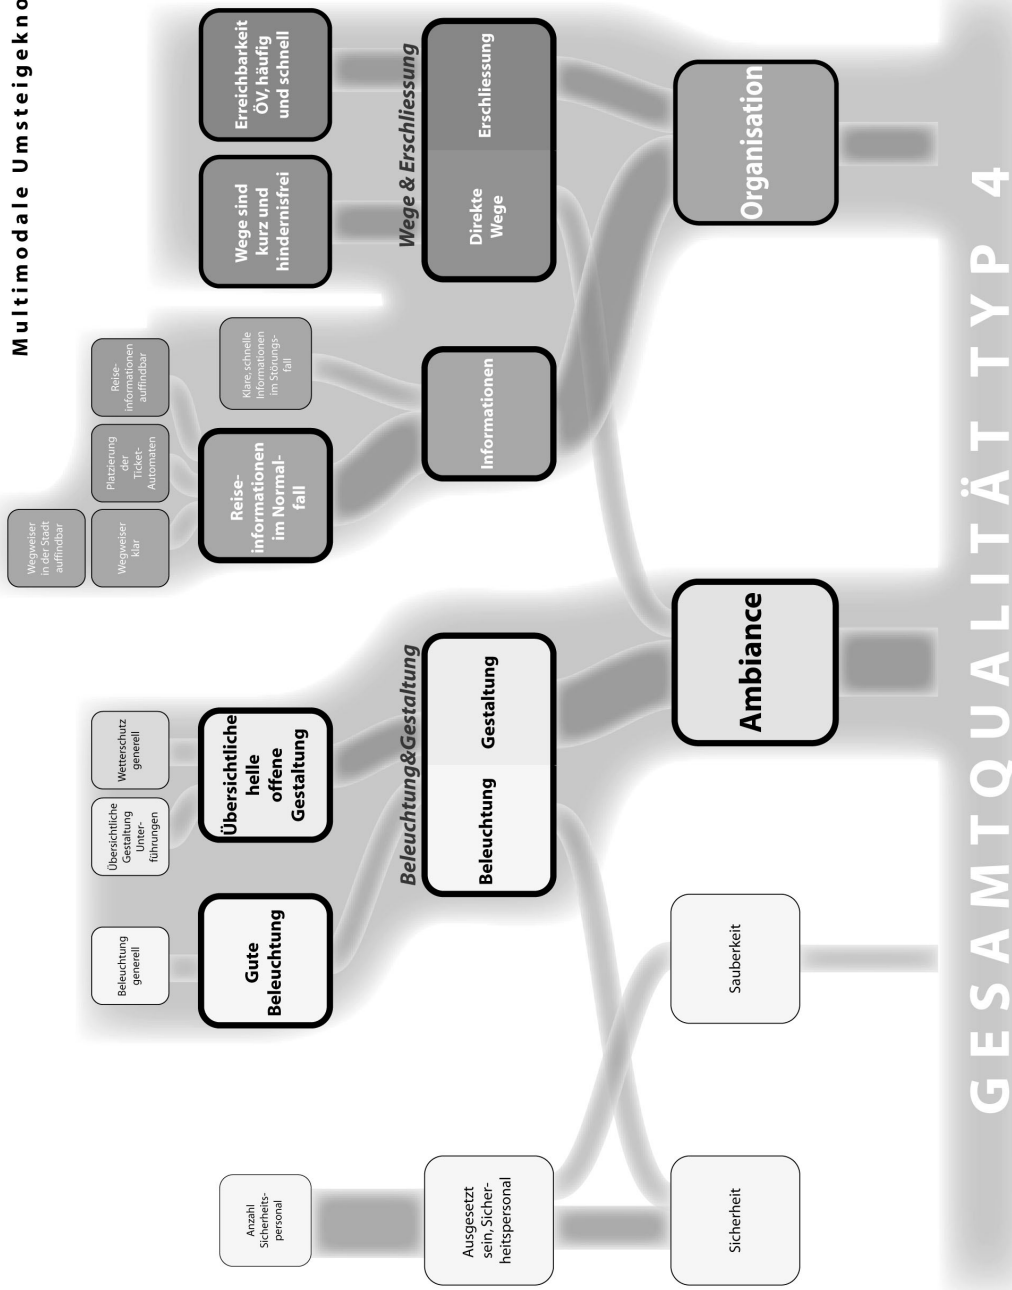 Multimodale Umsteigekno
Anzahl
Sicherheits-
personal
Ausgesetzt
sein, Sicher-
heitspersonal
Sicherheit
Sauberkeit
Beleuchtung
generell
Gute
Beleuchtung
Übersichtliche
Gestaltung
Unter-
führungen
Wetterschutz
generell
Übersichtliche
helle
offene
Gestaltung
Beleuchtung&Gestaltung
Beleuchtung
Gestaltung
Ambiance
Wegweiser
in der Stadt
auffindbar
Wegweiser
klar
Platzierung
der
Ticket-
Automaten
Reise-
informationen
auffindbar
Reise-
informationen
im Normal-
fall
Klare, schnelle
Informationen
im Störungs-
fall
Informationen
Wege sind
kurz und
hindernisfrei
Erreichbarkeit
ÖV, häufig
und schnell
Wege & Erschliessung
Direkte
Wege
Erschliessung
Organisation
GESAMTQUALITÄT TYP 4